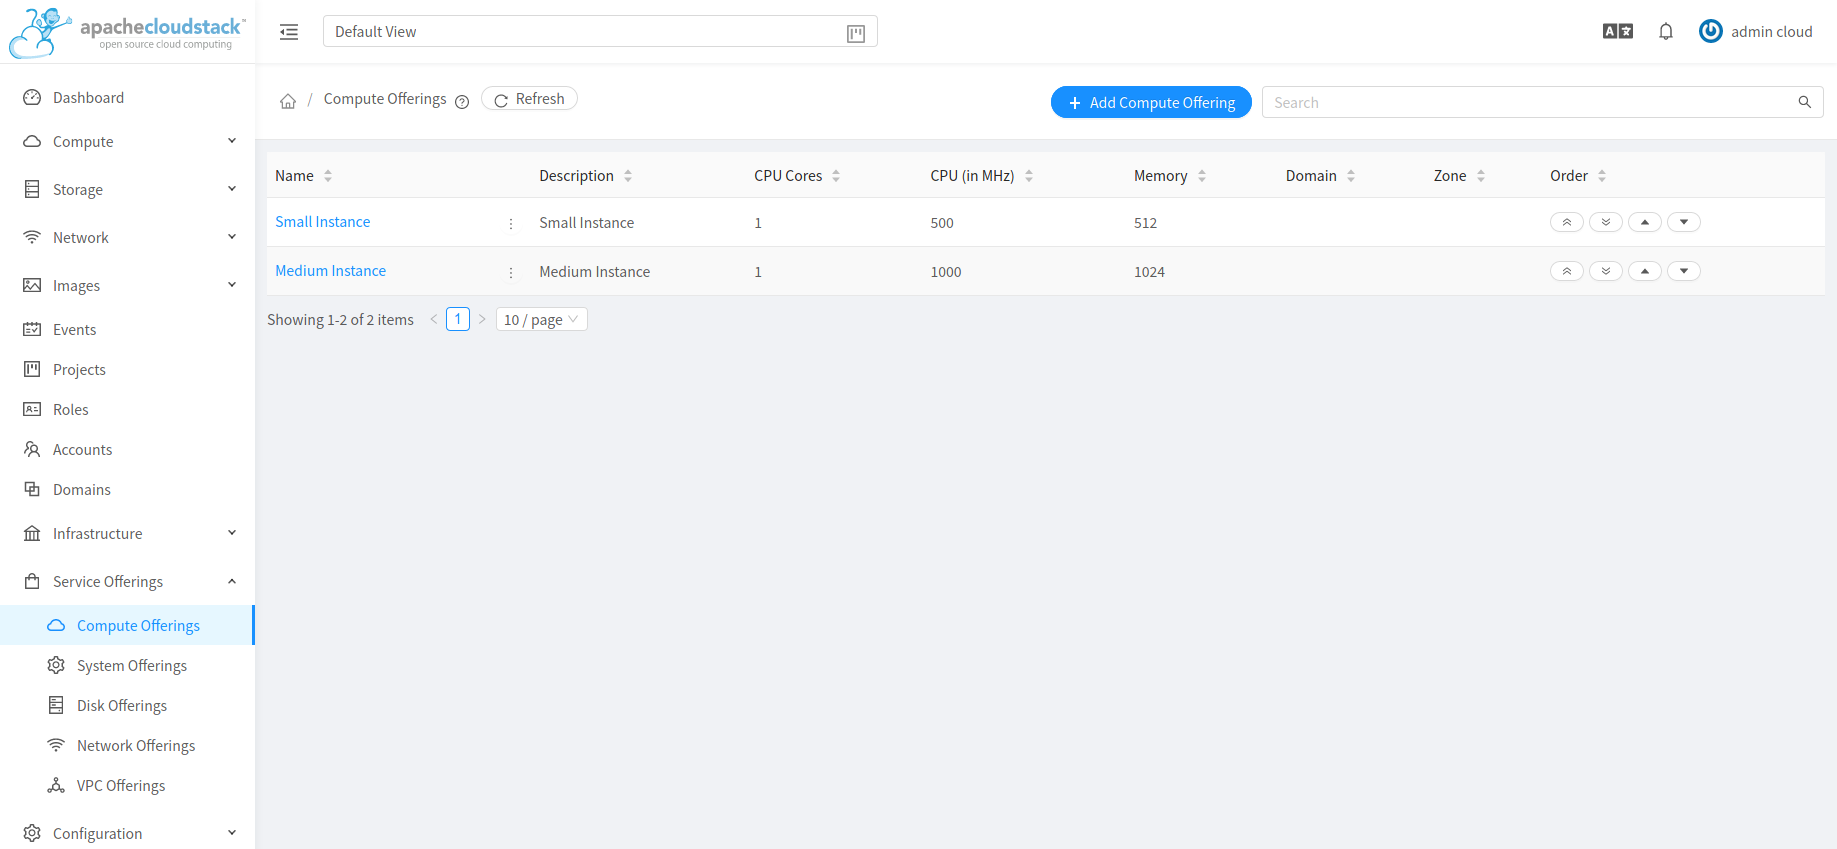 apachecloudstack™
open source cloud computing
Default View
admin cloud
Dashboard
Compute
Storage
Network
Images
Events
Projects
Roles
Accounts
Domains
Infrastructure
Service Offerings
Compute Offerings
System Offerings
Disk Offerings
Network Offerings
VPC Offerings
Configuration
/ Compute Offerings Refresh
+ Add Compute Offering
Search
Name Description CPU Cores CPU (in MHz) Memory Domain Zone Order
Small Instance Small Instance 1 500 512
Medium Instance Medium Instance 1 1000 1024
Showing 1-2 of 2 items < 1 > 10 / page